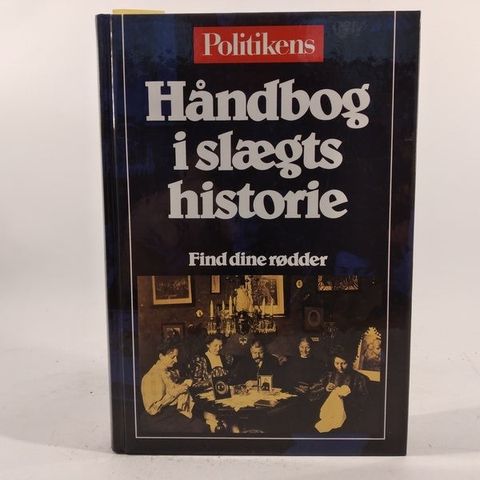 Politikens
Håndbog
i slægts
historie
Find dine rødder